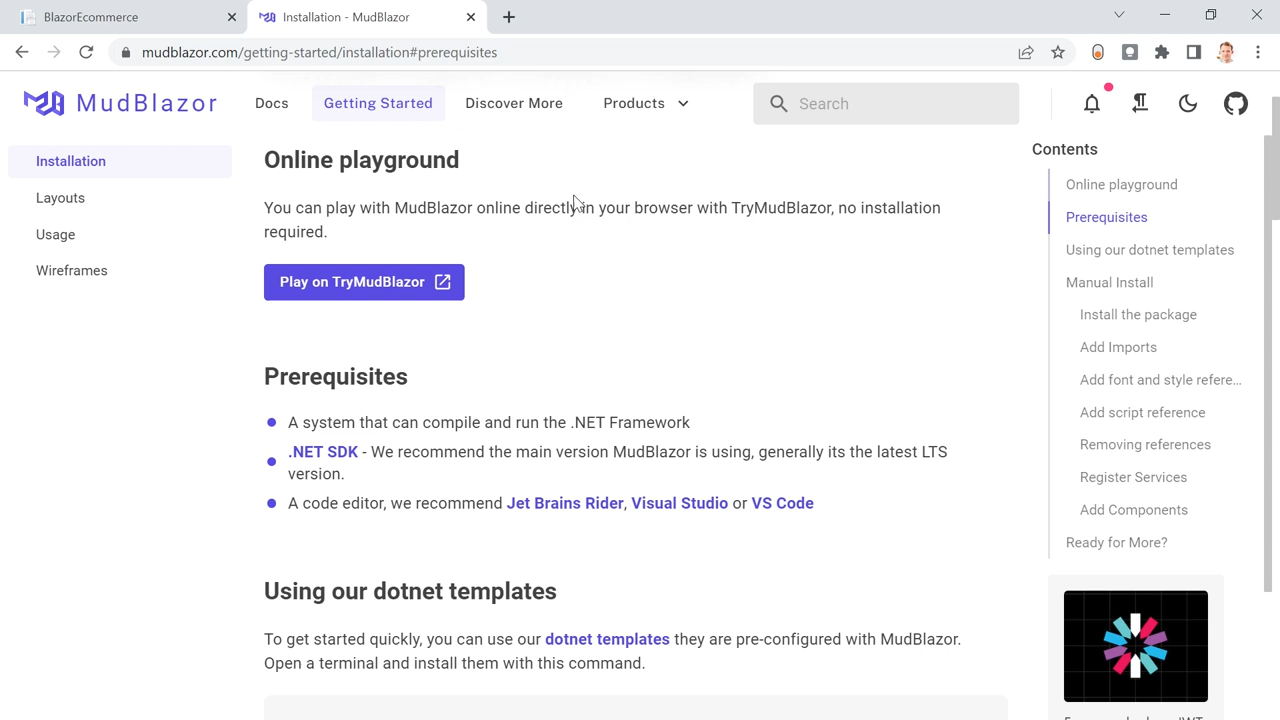 BlazorEcommerce
Installation - MudBlazor
mudblazor.com/getting-started/installation#prerequisites
MudBlazor
Docs
Getting Started
Discover More
Products
Search
Installation
Layouts
Usage
Wireframes
Online playground
You can play with MudBlazor online directly in your browser with TryMudBlazor, no installation
required.
Play on TryMudBlazor
Prerequisites
A system that can compile and run the .NET Framework
.NET SDK - We recommend the main version MudBlazor is using, generally its the latest LTS
version.
A code editor, we recommend Jet Brains Rider, Visual Studio or VS Code
Using our dotnet templates
To get started quickly, you can use our dotnet templates they are pre-configured with MudBlazor.
Open a terminal and install them with this command.
Contents
Online playground
Prerequisites
Using our dotnet templates
Manual Install
Install the package
Add Imports
Add font and style refere...
Add script reference
Removing references
Register Services
Add Components
Ready for More?